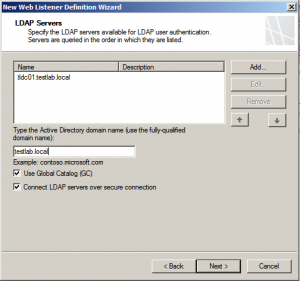 New Web Listener Definition Wizard
LDAP Servers
Specify the LDAP servers available for LDAP user authentication.
Servers are queried in the order in which they are listed.
Name Description
tldc01.testlab.local
Add...
Edit...
Remove
Type the Active Directory domain name (use the fully-qualified
domain name):
testlab.local
Example: contoso.microsoft.com
Use Global Catalog (GC)
Connect LDAP servers over secure connection
< Back Next > Cancel